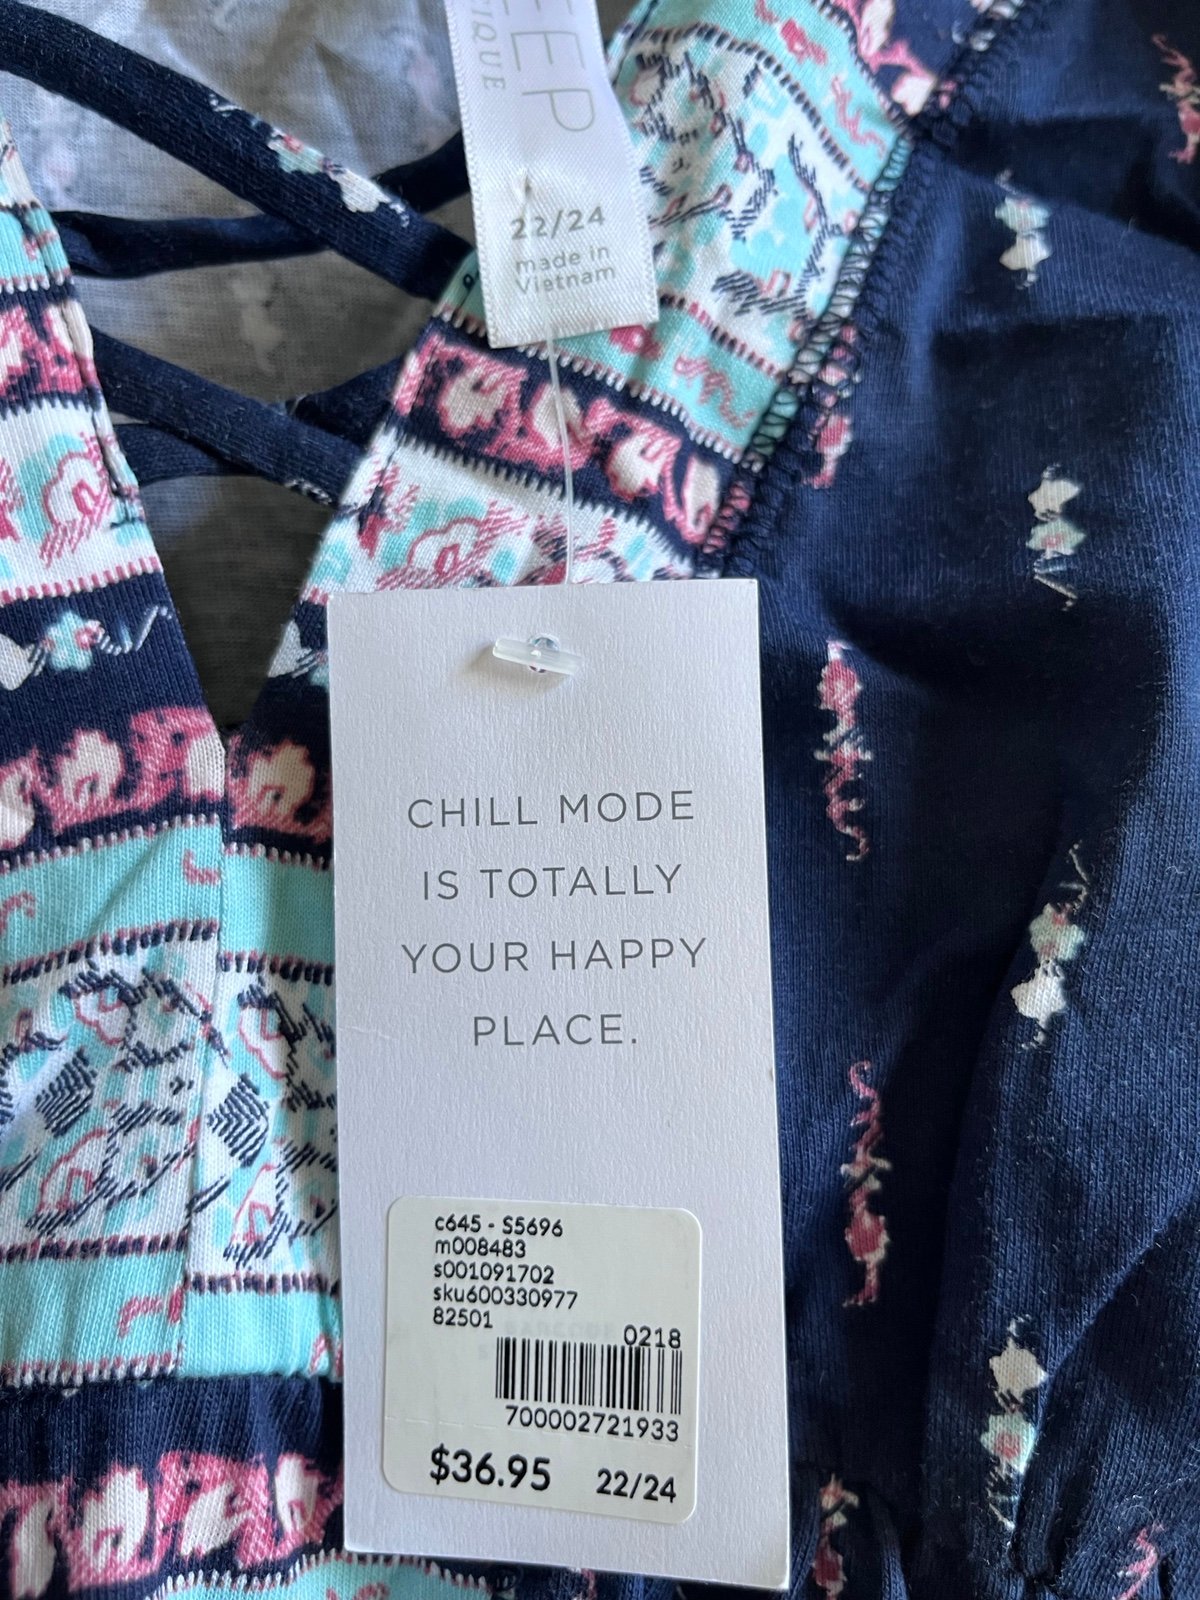 22/24
made in
Vietnam
CHILL MODE
IS TOTALLY
YOUR HAPPY
PLACE.
c645 - S5696
m008483
s001091702
sku600330977
82501
0218
700002721933
$36.95 22/24